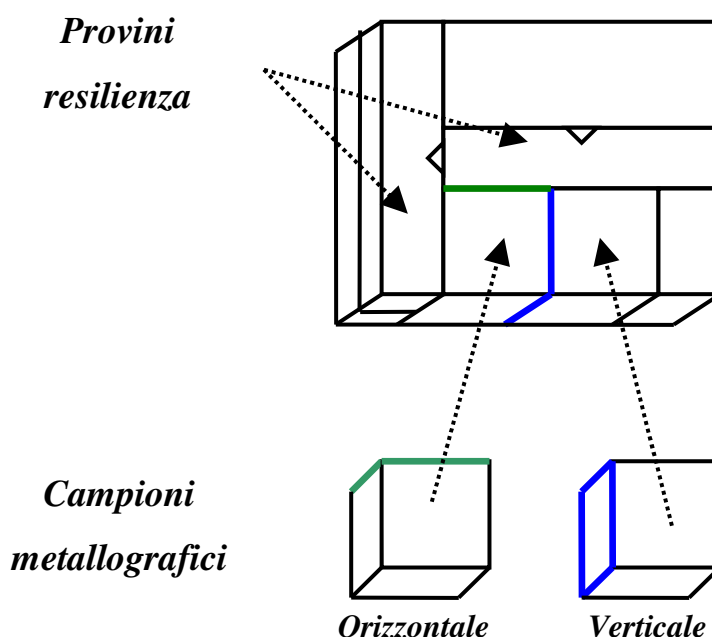 Provini
resilienza
Campioni
metallografici
Orizzontale
Verticale